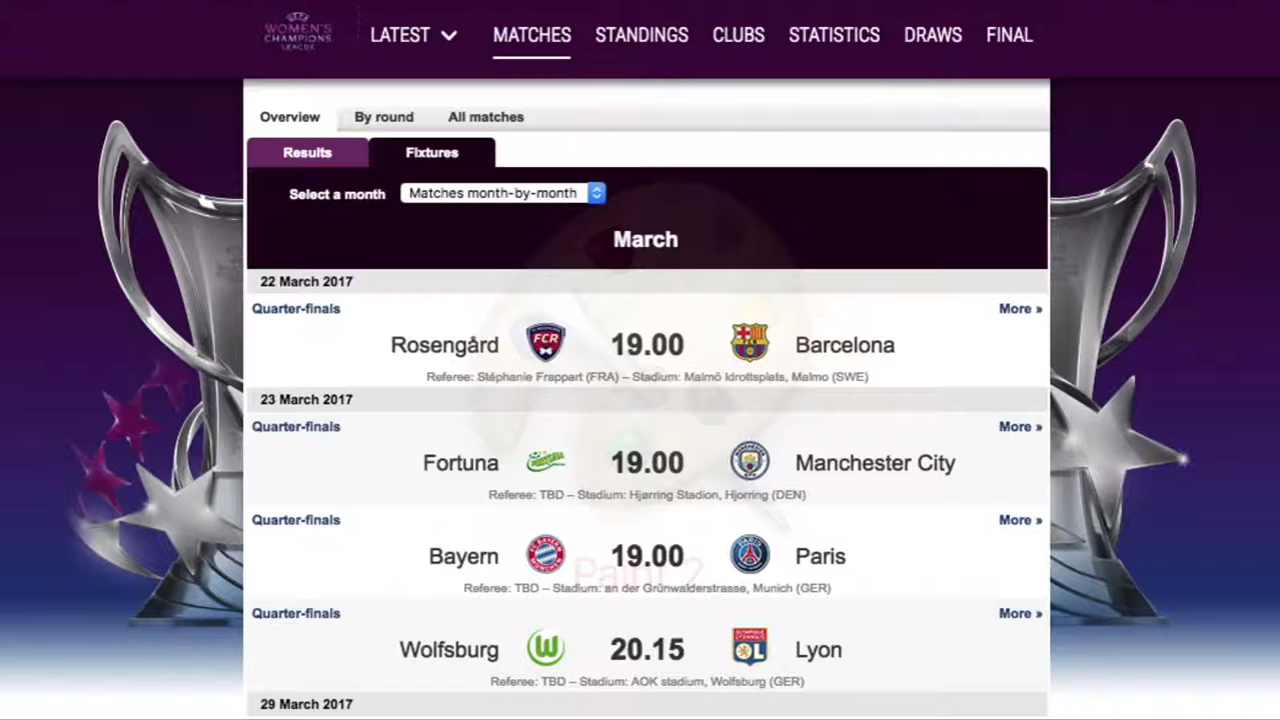 WOMEN'S
CHAMPIONS
LEAGUE
LATEST MATCHES STANDINGS CLUBS STATISTICS DRAWS FINAL
Overview By round All matches
Results Fixtures
Select a month Matches month-by-month
March
22 March 2017
Quarter-finals More »
Rosengård FCR 19.00 Barcelona
Referee: Stéphanie Frappart (FRA) – Stadium: Malmö Idrottsplats, Malmo (SWE)
23 March 2017
Quarter-finals More »
Fortuna 19.00 Manchester City
Referee: TBD – Stadium: Hjørring Stadion, Hjorring (DEN)
Quarter-finals More »
Bayern 19.00 Paris
Referee: TBD – Stadium: an der Grünwalderstrasse, Munich (GER)
Paint 2
Quarter-finals More »
Wolfsburg 20.15 OL Lyon
Referee: TBD – Stadium: AOK stadium, Wolfsburg (GER)
29 March 2017